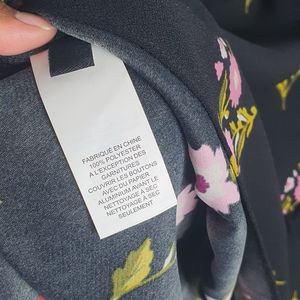 FABRIQUÉ EN CHINE
100% POLYESTER
A L'EXCEPTION DES
GARNITURES
COUVRIR LES BOUTONS
AVEC DU PAPIER
ALUMINIUM AVANT LE
NETTOYAGE A SEC
NETTOYAGE A SEC
SEULEMENT